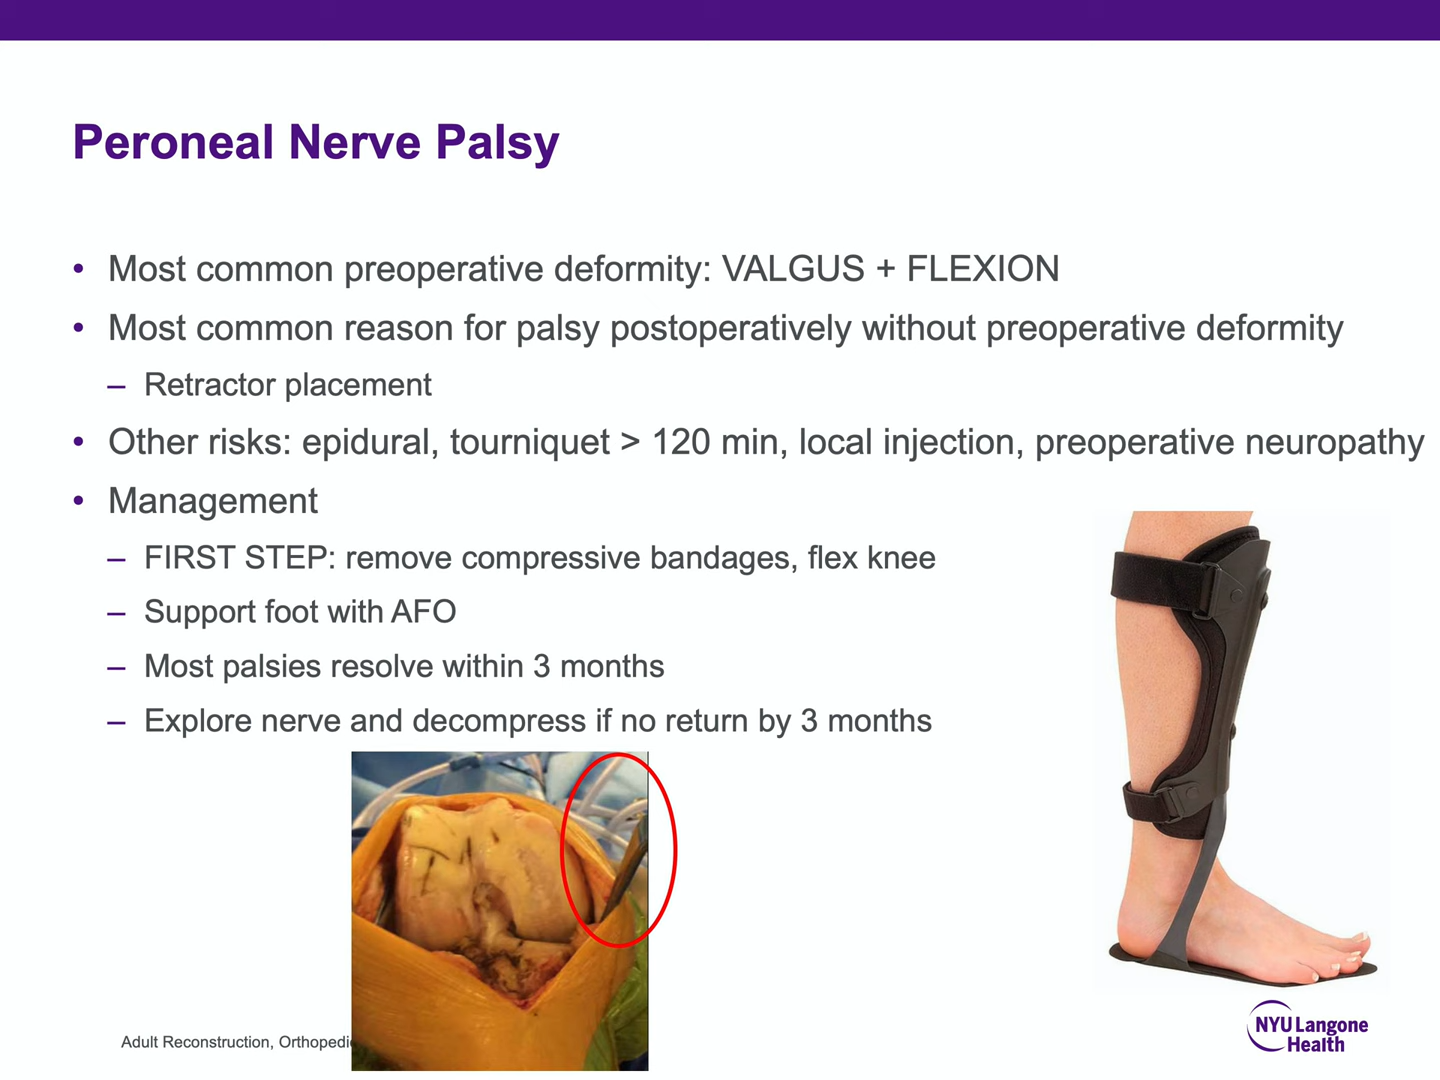 Peroneal Nerve Palsy
• Most common preoperative deformity: VALGUS + FLEXION
• Most common reason for palsy postoperatively without preoperative deformity
– Retractor placement
• Other risks: epidural, tourniquet > 120 min, local injection, preoperative neuropathy
• Management
– FIRST STEP: remove compressive bandages, flex knee
– Support foot with AFO
– Most palsies resolve within 3 months
– Explore nerve and decompress if no return by 3 months
Adult Reconstruction,
NYU Langone
Health